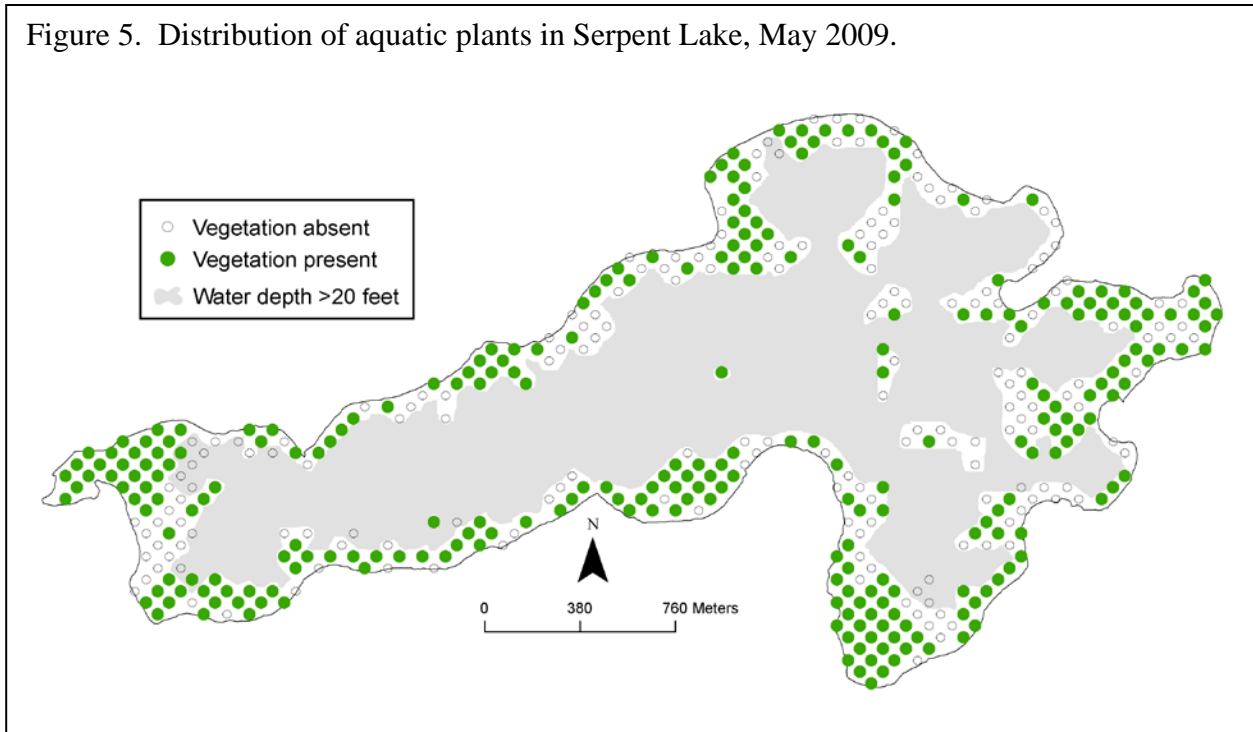 Figure 5.  Distribution of aquatic plants in Serpent Lake, May 2009.
Vegetation absent
Vegetation present
Water depth >20 feet
N
0 380 760 Meters